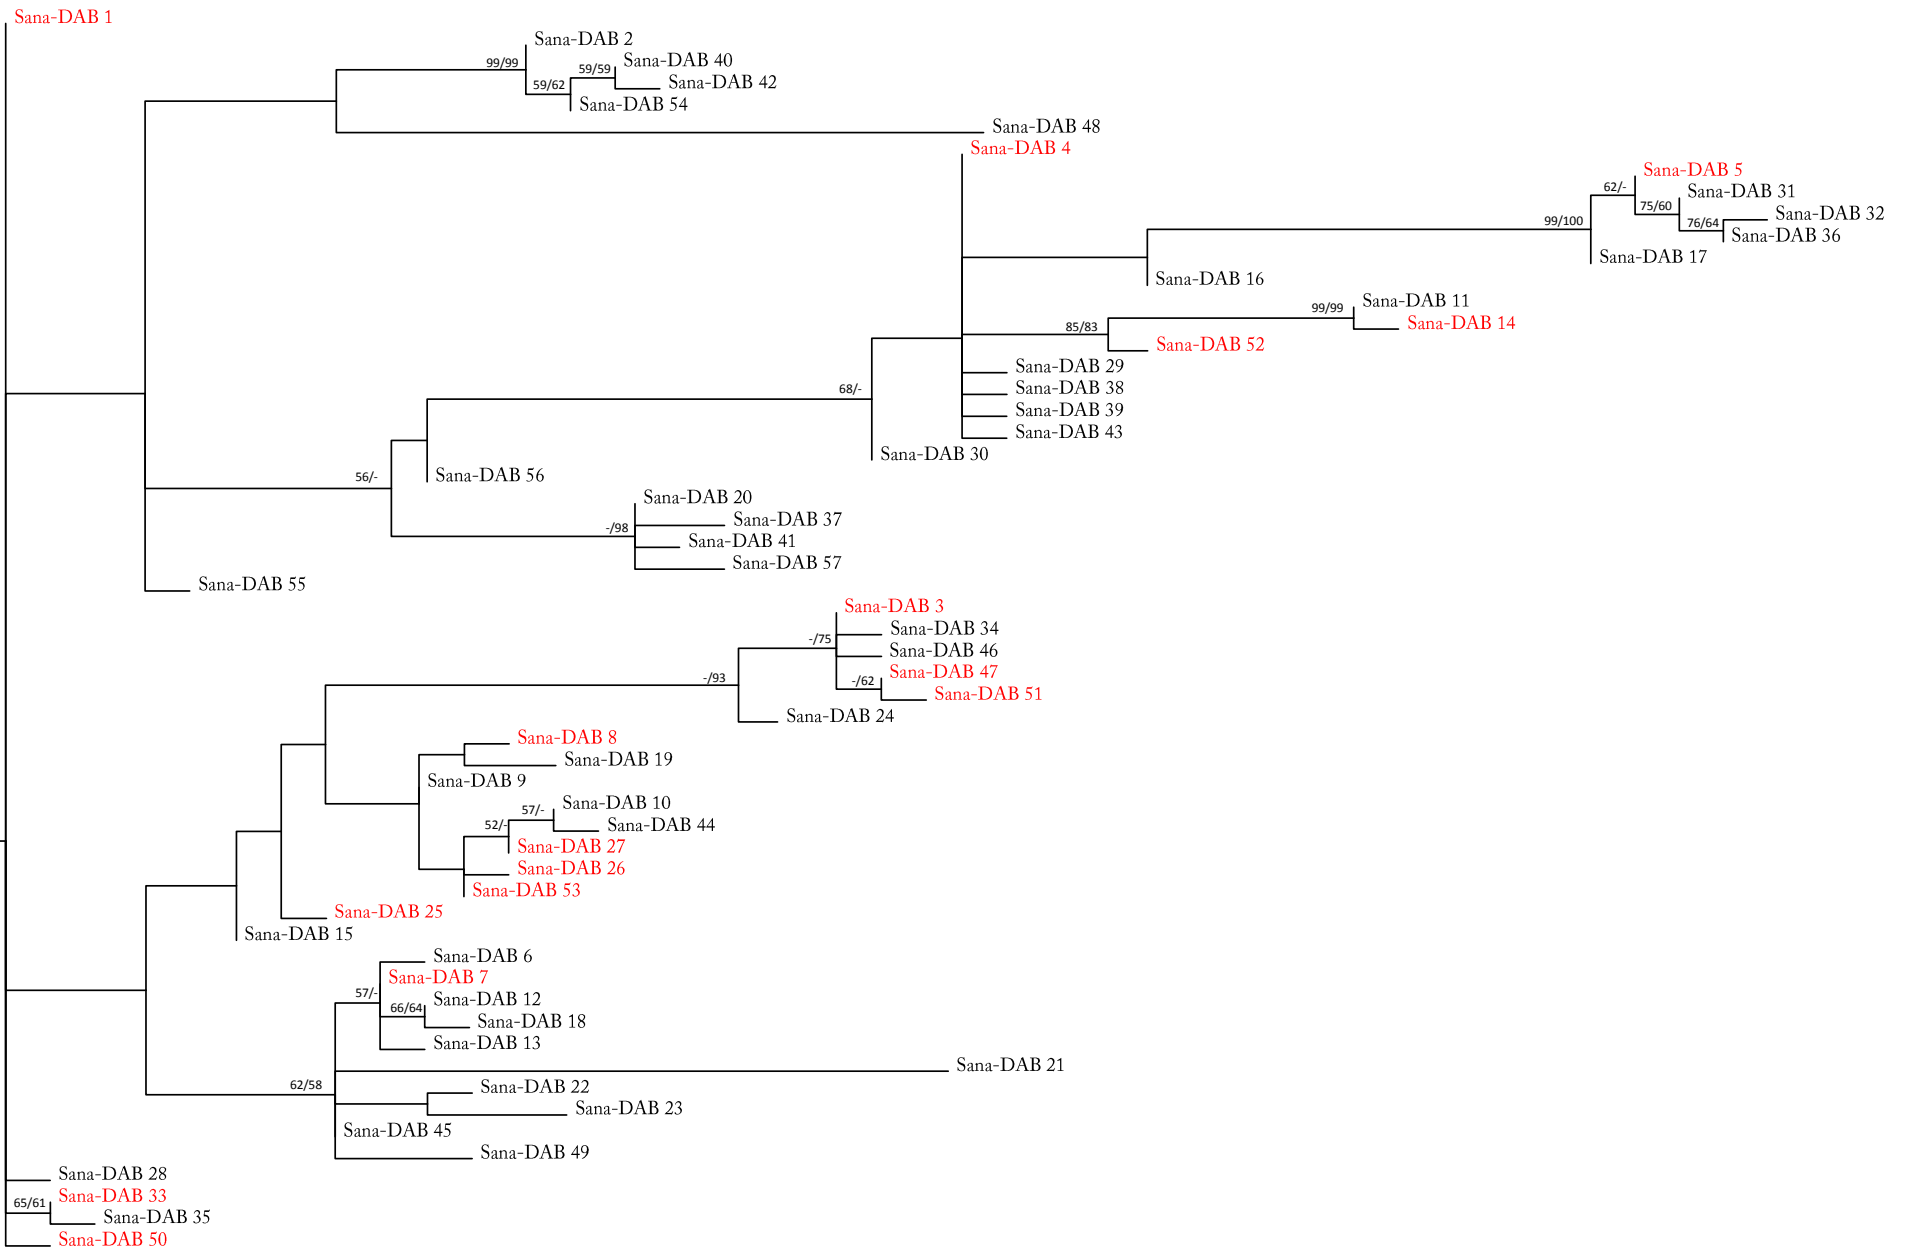 Sana-DAB 1
Sana-DAB 2
99/99
59/59 Sana-DAB 40
59/62 Sana-DAB 42
Sana-DAB 54
Sana-DAB 48
Sana-DAB 4
Sana-DAB 5
62/- Sana-DAB 31
75/60 Sana-DAB 32
99/100 76/64
Sana-DAB 36
Sana-DAB 17
Sana-DAB 16
99/99 Sana-DAB 11
Sana-DAB 14
85/83
Sana-DAB 52
Sana-DAB 29
Sana-DAB 38
68/-
Sana-DAB 39
Sana-DAB 43
Sana-DAB 30
56/- Sana-DAB 56
Sana-DAB 20
Sana-DAB 37
-/98
Sana-DAB 41
Sana-DAB 57
Sana-DAB 55
Sana-DAB 3
Sana-DAB 34
-/75
Sana-DAB 46
Sana-DAB 47
-/93 -/62
Sana-DAB 51
Sana-DAB 24
Sana-DAB 8
Sana-DAB 19
Sana-DAB 9
57/- Sana-DAB 10
52/- Sana-DAB 44
Sana-DAB 27
Sana-DAB 26
Sana-DAB 53
Sana-DAB 25
Sana-DAB 15
Sana-DAB 6
Sana-DAB 7
57/- Sana-DAB 12
66/64
Sana-DAB 18
Sana-DAB 13
Sana-DAB 21
62/58 Sana-DAB 22
Sana-DAB 23
Sana-DAB 45
Sana-DAB 49
Sana-DAB 28
Sana-DAB 33
65/61
Sana-DAB 35
Sana-DAB 50